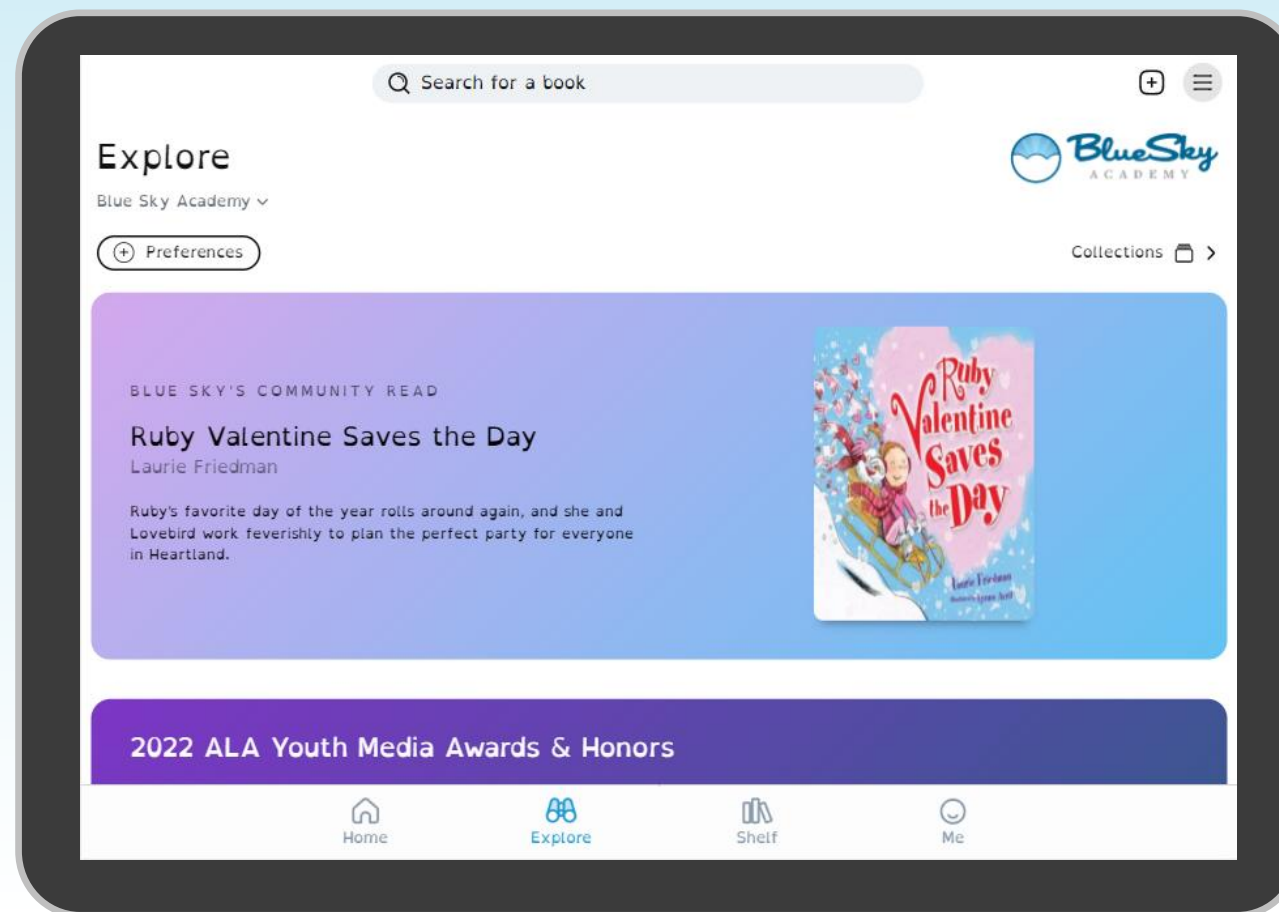 Search for a book
Explore
BlueSky
ACADEMY
Blue Sky Academy
Preferences
Collections
BLUE SKY'S COMMUNITY READ
Ruby Valentine Saves the Day
Laurie Friedman
Ruby's favorite day of the year rolls around again, and she and
Lovebird work feverishly to plan the perfect party for everyone
in Heartland.
Ruby
Valentine
Saves
the Day
Laurie Friedman
2022 ALA Youth Media Awards & Honors
Home
Explore
Shelf
Me